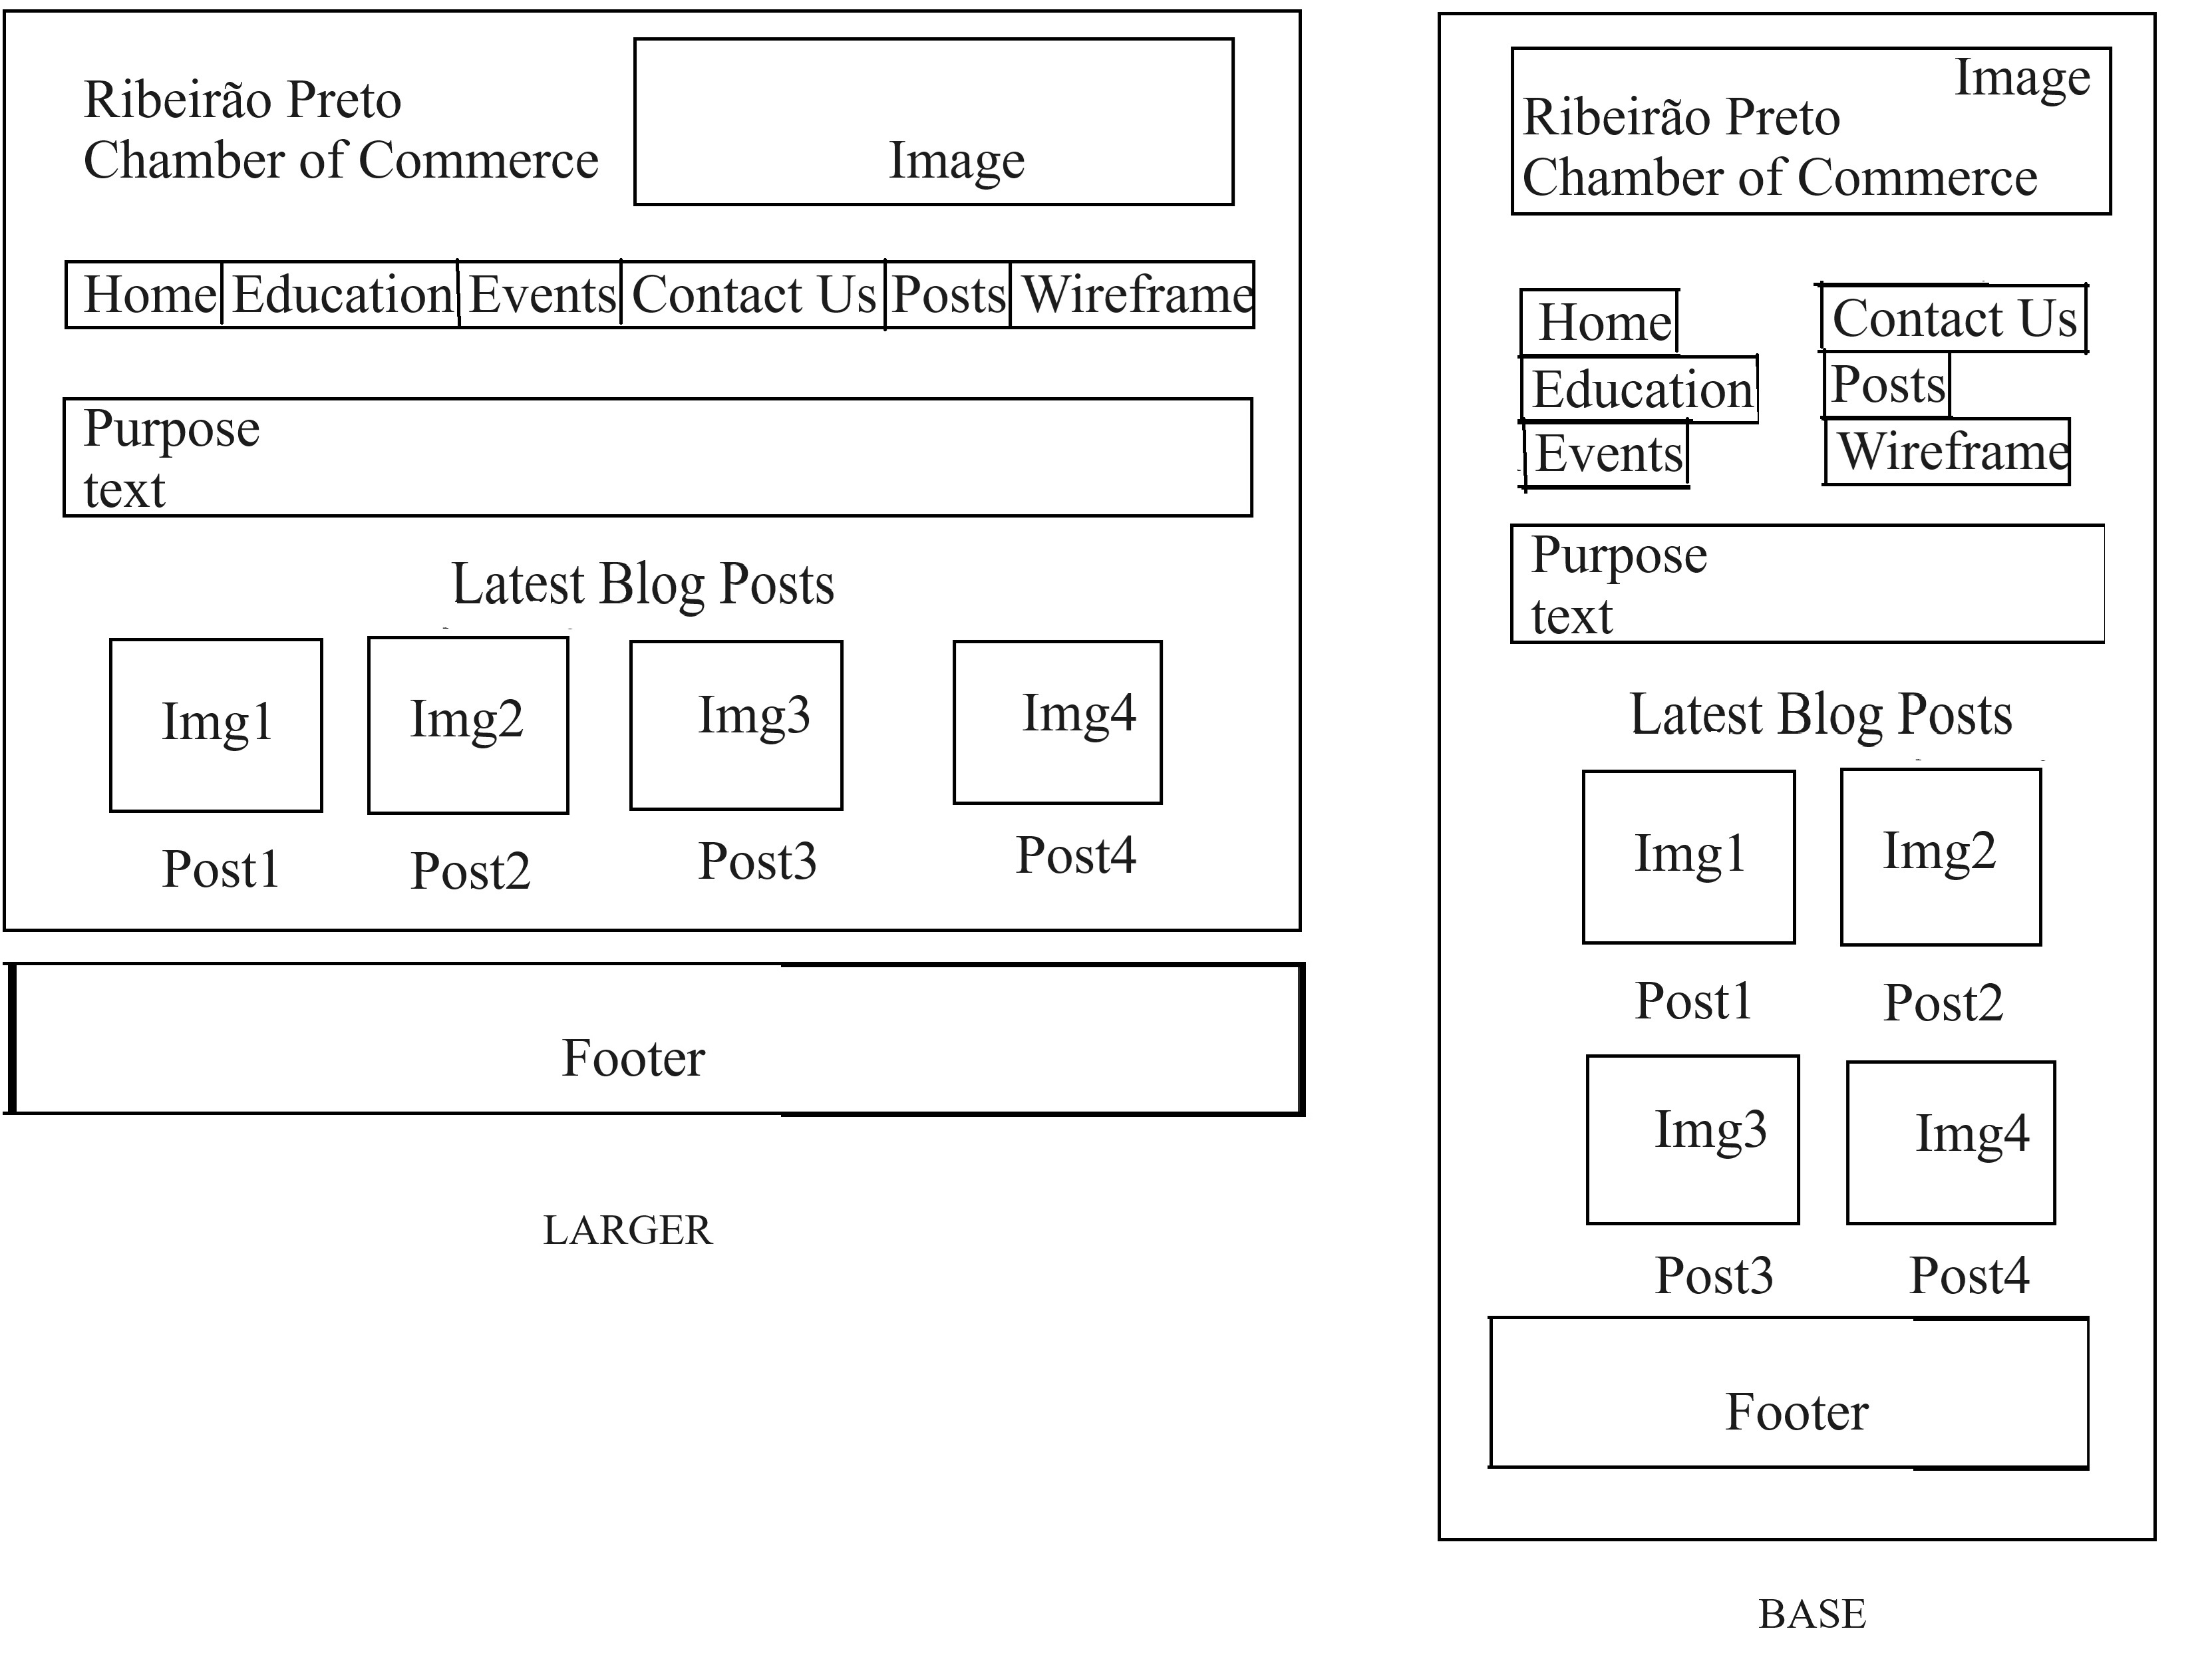 Ribeirão Preto
Chamber of Commerce
Image
Home Education Events Contact Us Posts Wireframe
Purpose
text
Latest Blog Posts
Img1 Img2 Img3 Img4
Post1 Post2 Post3 Post4
Footer
LARGER
Image
Ribeirão Preto
Chamber of Commerce
Home
Education
Events
Contact Us
Posts
Wireframe
Purpose
text
Latest Blog Posts
Img1 Img2
Post1 Post2
Img3 Img4
Post3 Post4
Footer
BASE